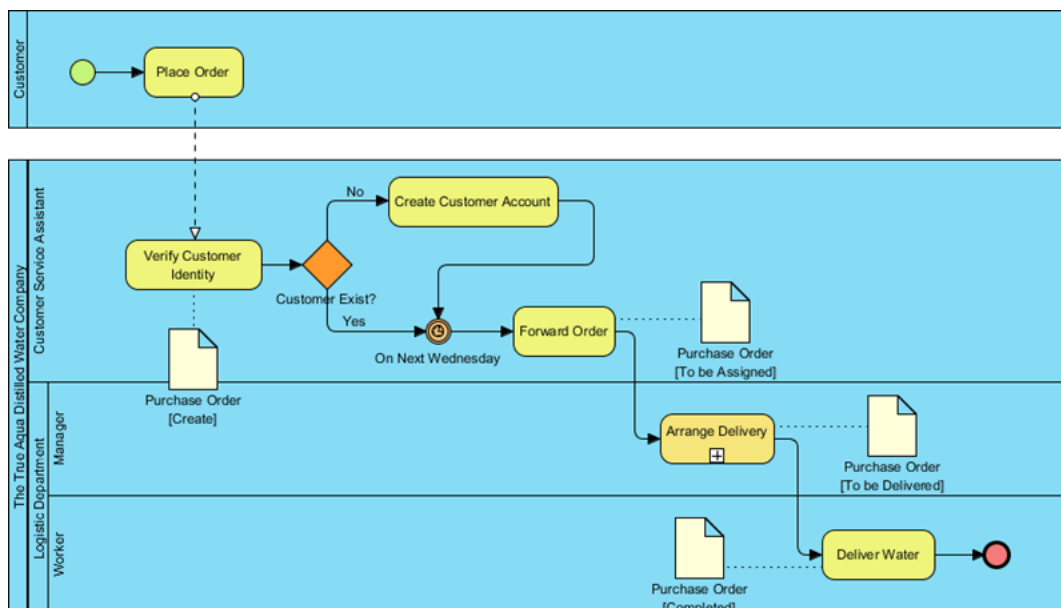 Customer
Place Order
The True Aqua Distilled Water Company
Customer Service Assistant
No
Create Customer Account
Verify Customer
Identity
Customer Exist?
Yes
On Next Wednesday
Forward Order
Purchase Order
[To be Assigned]
Purchase Order
[Create]
Logistic Department
Manager
Arrange Delivery
Purchase Order
[To be Delivered]
Worker
Deliver Water
Purchase Order
[Completed]